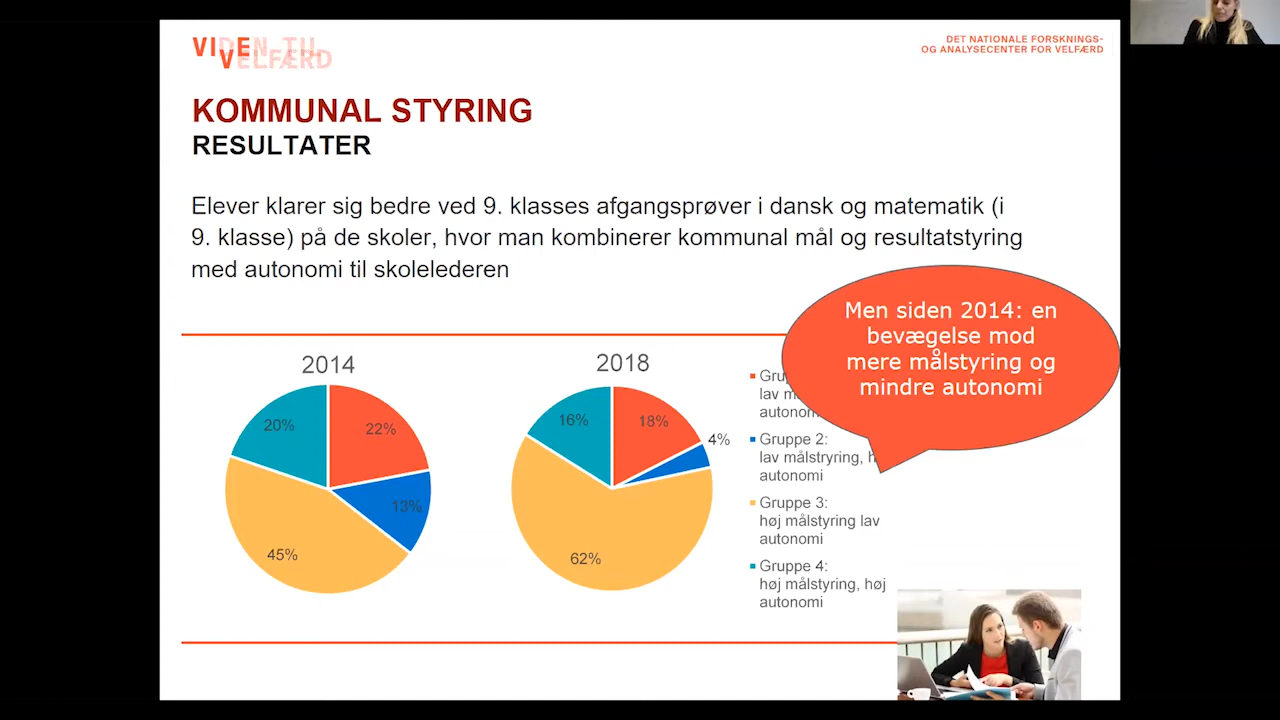 VIDEN TIL
VELFÆRD
DET NATIONALE FORSKNINGS-
OG ANALYSECENTER FOR VELFÆRD
KOMMUNAL STYRING
RESULTATER
Elever klarer sig bedre ved 9. klasses afgangsprøver i dansk og matematik (i
9. klasse) på de skoler, hvor man kombinerer kommunal mål og resultatstyring
med autonomi til skolelederen
Men siden 2014: en
bevægelse mod
mere målstyring og
mindre autonomi
2014
20%
22%
13%
45%
2018
16%
18%
4%
62%
lav
autonomi
Gruppe 2:
lav målstryring,
autonomi
Gruppe 3:
høj målstyring lav
autonomi
Gruppe 4:
høj målstyring, høj
autonomi